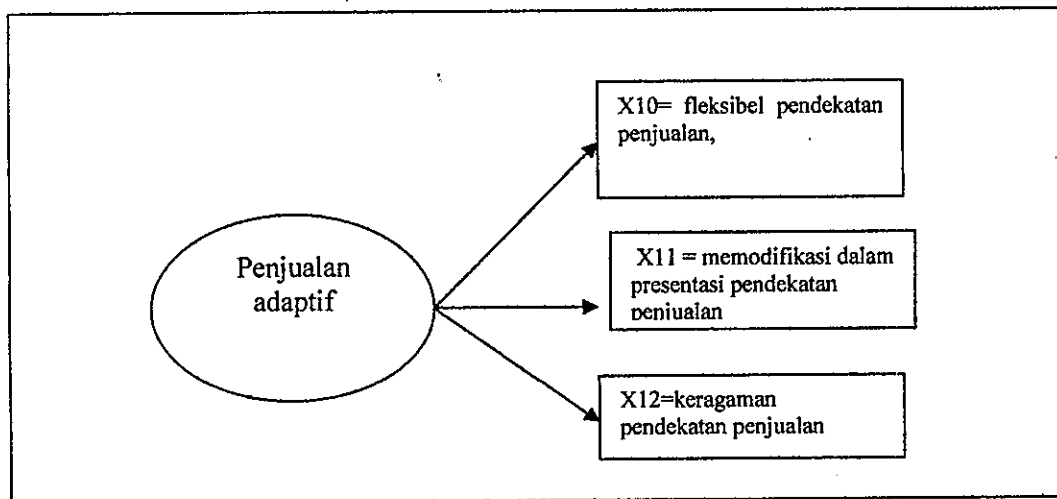 X10= fleksibel pendekatan
penjualan,
Penjualan
adaptif
X11 = memodifikasi dalam
presentasi pendekatan
penjualan
X12=keragaman
pendekatan penjualan